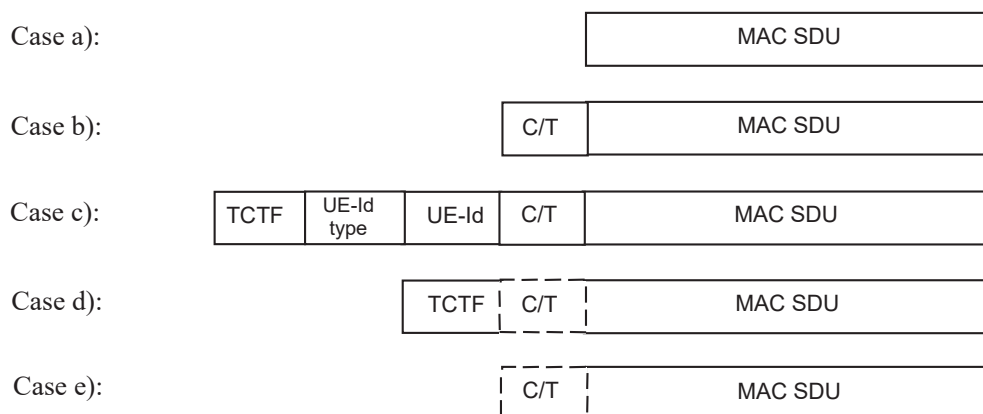 Case a): MAC SDU
Case b): C/T MAC SDU
Case c): TCTF UE-Id type UE-Id C/T MAC SDU
Case d): TCTF C/T MAC SDU
Case e): C/T MAC SDU